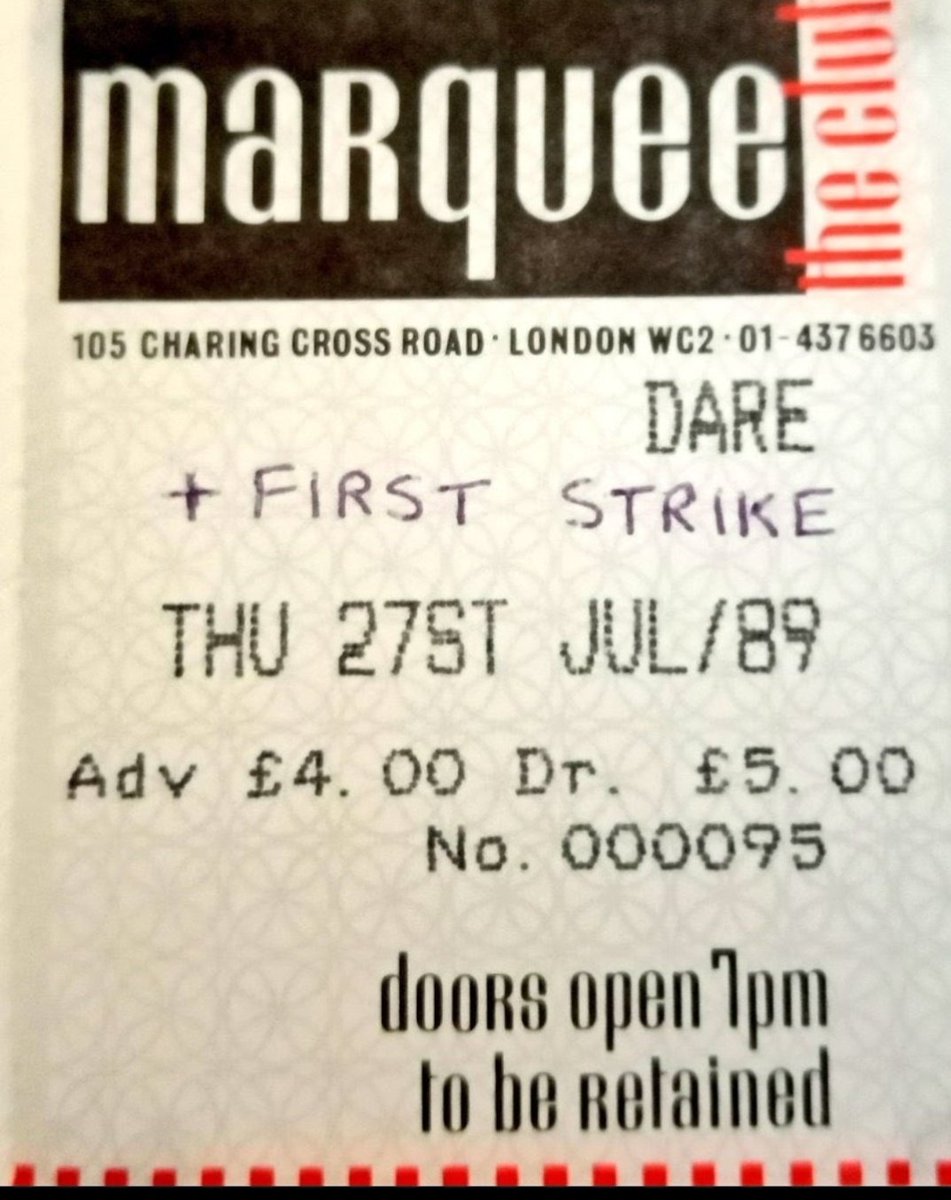 marquee
the club
105 CHARING CROSS ROAD · LONDON WC2 · 01-437 6603
DARE
+ FIRST STRIKE
THU 27ST JUL/89
Adv £4.00 Dr. £5.00
No. 000095
doors open 7pm
to be retained